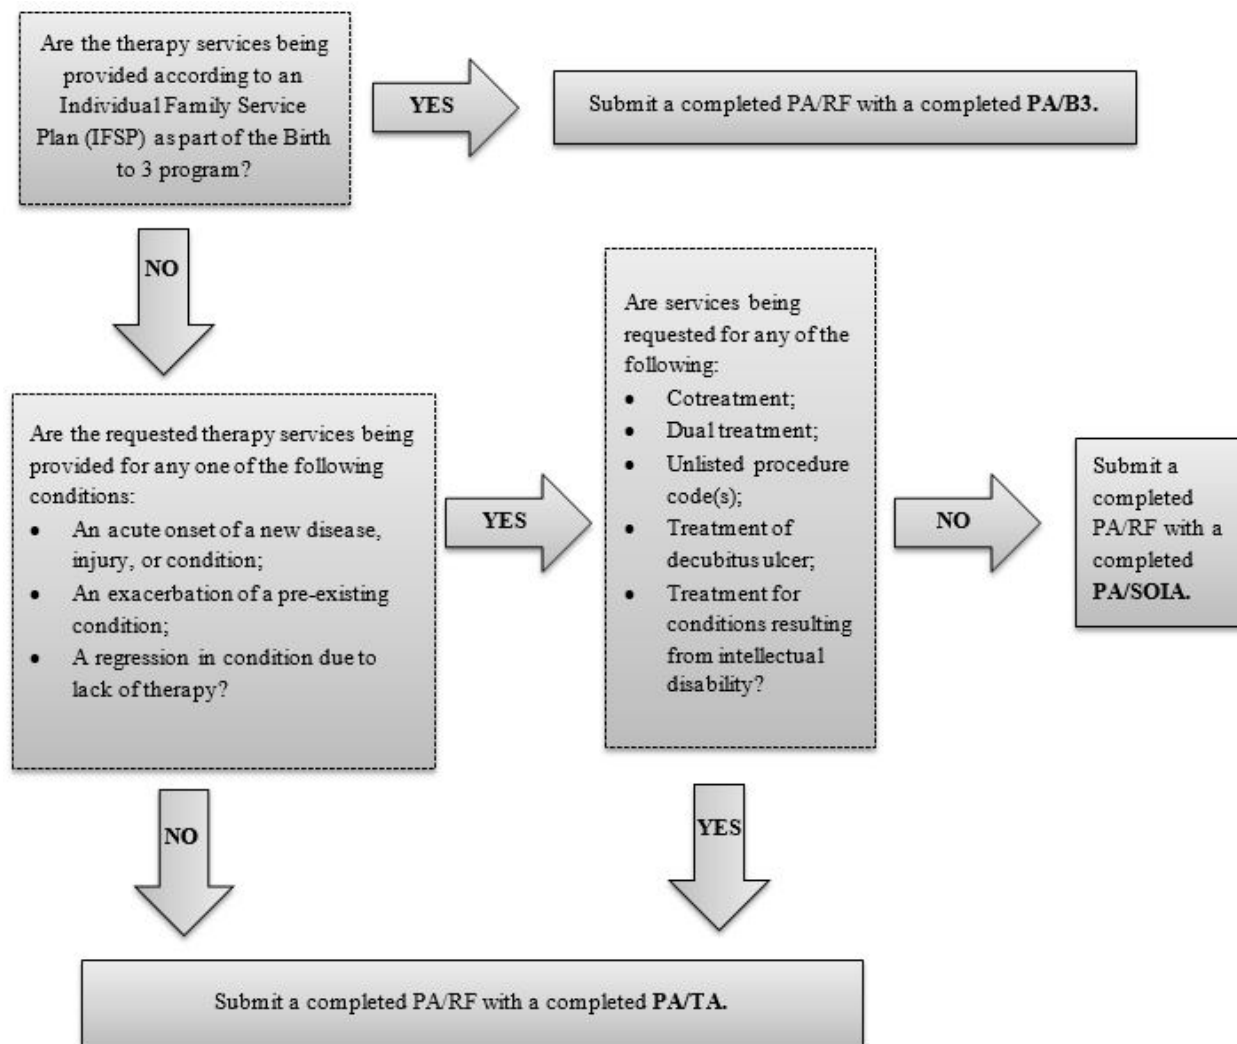 Are the therapy services being
provided according to an
Individual Family Service
Plan (IFSP) as part of the Birth
to 3 program?
YES
Submit a completed PA/RF with a completed PA/B3.
NO
Are the requested therapy services being
provided for any one of the following
conditions:
• An acute onset of a new disease,
injury, or condition;
• An exacerbation of a pre-existing
condition;
• A regression in condition due to
lack of therapy?
YES
Are services being
requested for any of the
following:
• Cotreatment;
• Dual treatment;
• Unlisted procedure
code(s);
• Treatment of
decubitus ulcer;
• Treatment for
conditions resulting
from intellectual
disability?
NO
Submit a
completed
PA/RF with a
completed
PA/SOIA.
NO
YES
Submit a completed PA/RF with a completed PA/TA.